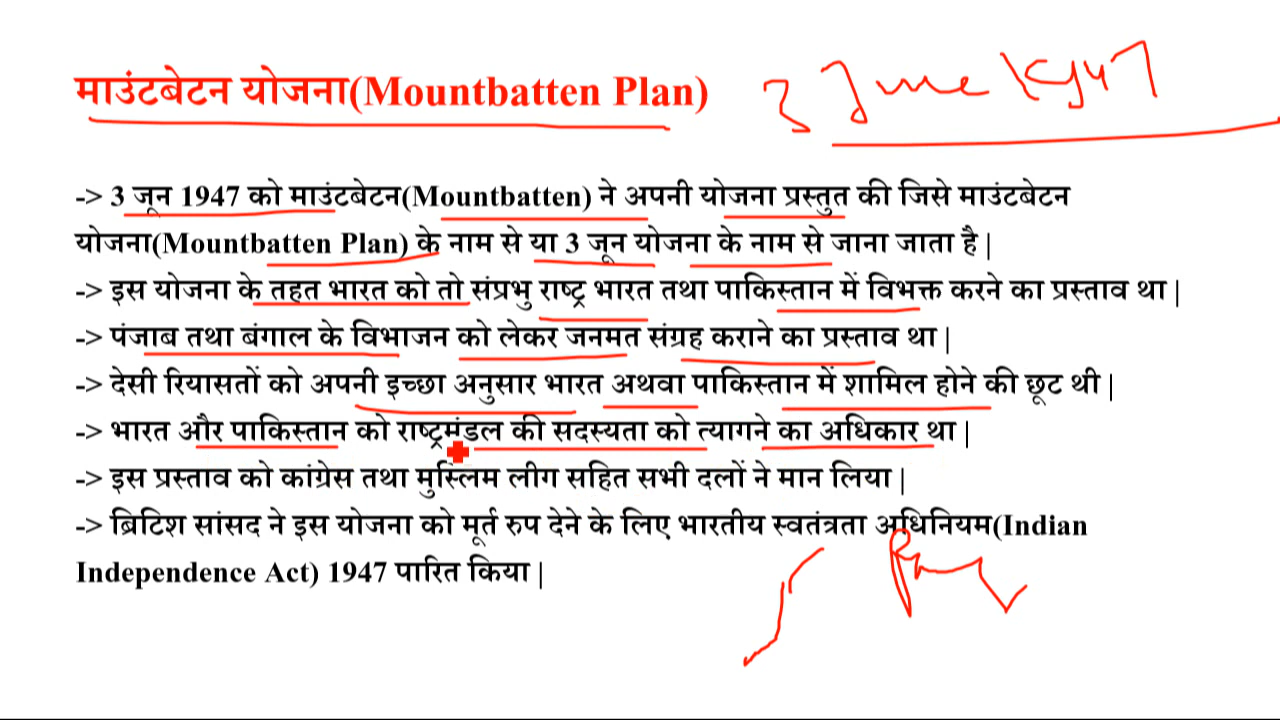 माउंटबेटन योजना(Mountbatten Plan) 3 June 1947
-> 3 जून 1947 को माउंटबेटन(Mountbatten) ने अपनी योजना प्रस्तुत की जिसे माउंटबेटन
योजना(Mountbatten Plan) के नाम से या 3 जून योजना के नाम से जाना जाता है |
-> इस योजना के तहत भारत को तो संप्रभु राष्ट्र भारत तथा पाकिस्तान में विभक्त करने का प्रस्ताव था |
-> पंजाब तथा बंगाल के विभाजन को लेकर जनमत संग्रह कराने का प्रस्ताव था |
-> देसी रियासतों को अपनी इच्छा अनुसार भारत अथवा पाकिस्तान में शामिल होने की छूट थी |
-> भारत और पाकिस्तान को राष्ट्रमंडल की सदस्यता को त्यागने का अधिकार था |
-> इस प्रस्ताव को कांग्रेस तथा मुस्लिम लीग सहित सभी दलों ने मान लिया |
-> ब्रिटिश सांसद ने इस योजना को मूर्त रुप देने के लिए भारतीय स्वतंत्रता अधिनियम(Indian
Independence Act) 1947 पारित किया |